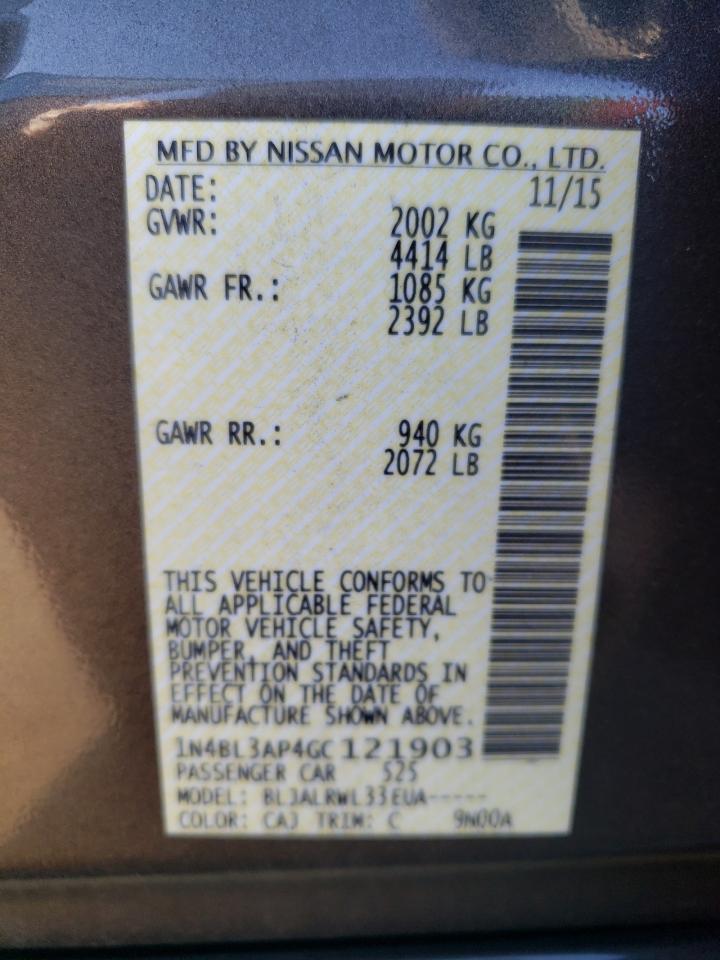 MFD BY NISSAN MOTOR CO., LTD.
DATE: 11/15
GVWR: 2002 KG
4414 LB
GAWR FR.: 1085 KG
2392 LB
GAWR RR.: 940 KG
2072 LB
THIS VEHICLE CONFORMS TO
ALL APPLICABLE FEDERAL
MOTOR VEHICLE SAFETY,
BUMPER, AND THEFT
PREVENTION STANDARDS IN
EFFECT ON THE DATE OF
MANUFACTURE SHOWN ABOVE.
1N4BL3AP4GC 121903
PASSENGER CAR 525
MODEL: BLJALRWL33EUA-----
COLOR: CAJ TRIM: C 9N00A